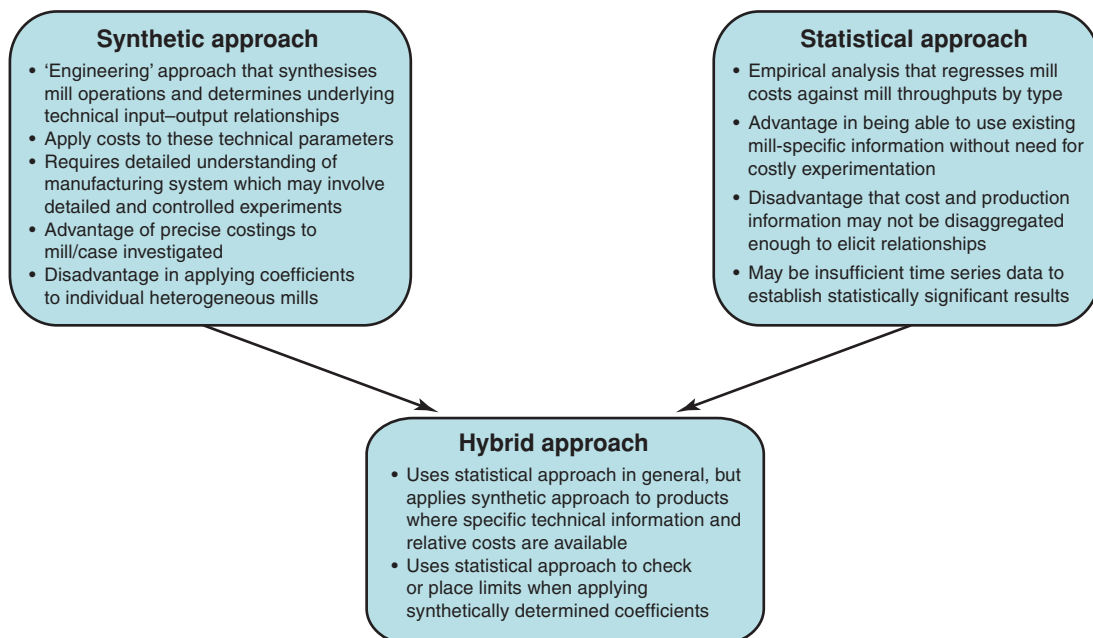 Synthetic approach
• ‘Engineering’ approach that synthesises
mill operations and determines underlying
technical input–output relationships
• Apply costs to these technical parameters
• Requires detailed understanding of
manufacturing system which may involve
detailed and controlled experiments
• Advantage of precise costings to
mill/case investigated
• Disadvantage in applying coefficients
to individual heterogeneous mills
Statistical approach
• Empirical analysis that regresses mill
costs against mill throughputs by type
• Advantage in being able to use existing
mill-specific information without need for
costly experimentation
• Disadvantage that cost and production
information may not be disaggregated
enough to elicit relationships
• May be insufficient time series data to
establish statistically significant results
Hybrid approach
• Uses statistical approach in general, but
applies synthetic approach to products
where specific technical information and
relative costs are available
• Uses statistical approach to check
or place limits when applying
synthetically determined coefficients